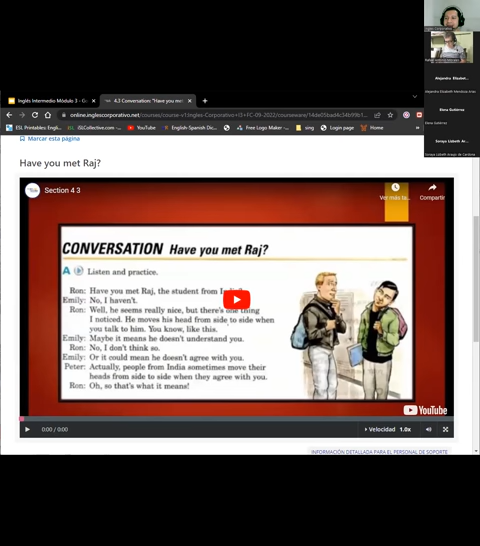 Inglés Intermedio Módulo 3 - G
4.3 Conversation: "Have you me
online.inglescorporativo.net/courses/course-v1:Ingles-Corporativo+I3+FC-09-2022/courseware/
ESL Printables: Engli...
iSLCollective.com -...
YouTube
English-Spanish Dic...
Free Logo Maker -...
sing
Login page
Home
Marcar esta página
Have you met Raj?
Section 4 3
Ver más ta...
Compartir
CONVERSATION Have you met Raj?
A Listen and practice.
Ron: Have you met Raj, the student from India?
Emily: No, I haven't.
Ron: Well, he seems really nice, but there's one thing
I noticed. He moves his head from side to side when
you talk to him. You know, like this.
Emily: Maybe it means he doesn't understand you.
Ron: No, I don't think so.
Emily: Or it could mean he doesn't agree with you.
Peter: Actually, people from India sometimes move their
heads from side to side when they agree with you.
Ron: Oh, so that's what it means!
YouTube
0:00 / 0:00
Velocidad 1.0x
INFORMACIÓN DETALLADA PARA EL PERSONAL DE SOPORTE
Elena Gutiérrez
Elena Gutiérrez